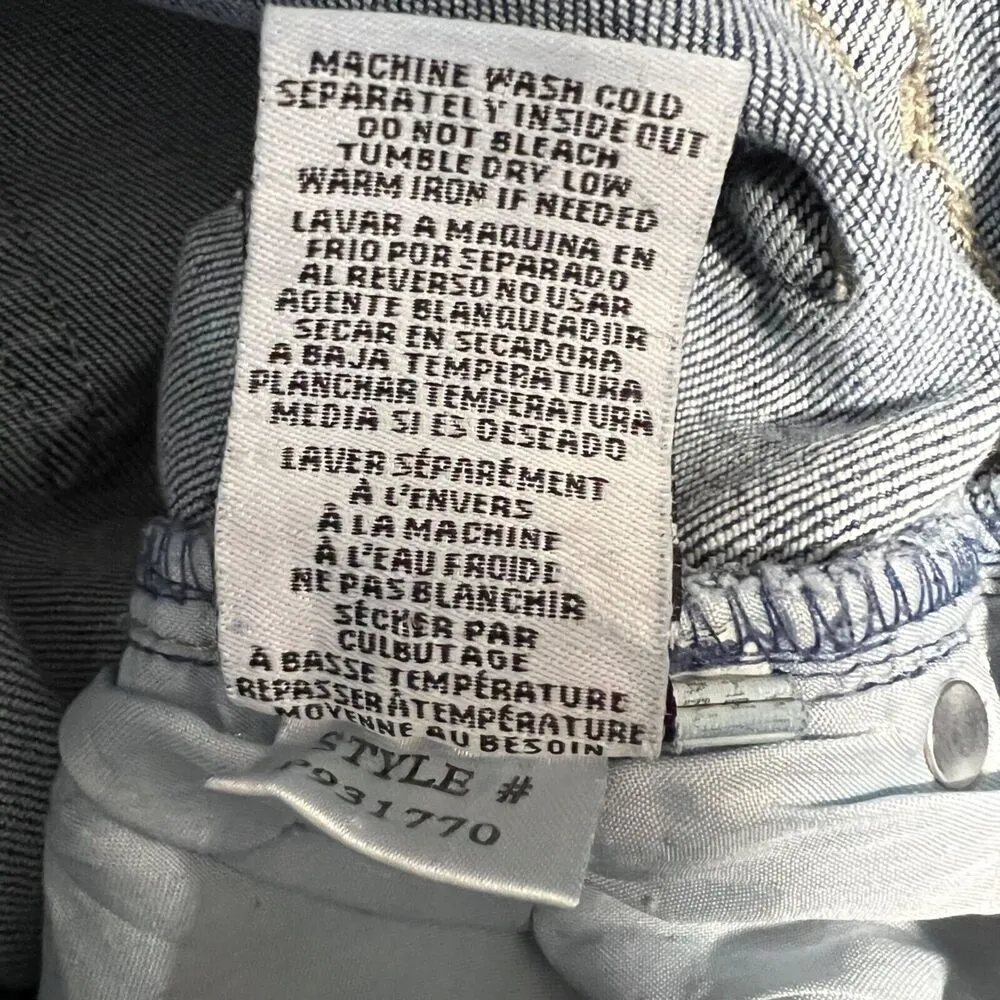 MACHINE WASH COLD
SEPARATELY INSIDE OUT
DO NOT BLEACH
TUMBLE DRY LOW
WARM IRON IF NEEDED
LAVAR A MAQUINA EN
FRIO POR SEPARADO
AL REVERSO NO USAR
AGENTE BLANQUEADOR
SECAR EN SECADORA
A BAJA TEMPERATURA
PLANCHAR TEMPERATURA
MEDIA SI ES DESEADO
LAVER SÉPARÉMENT
À L'ENVERS
À LA MACHINE
À L'EAU FROIDE
NE PAS BLANCHIR
SÉCHER PAR
CULBUTAGE
À BASSE TEMPÉRATURE
REPASSER À TEMPÉRATURE
MOYENNE AU BESOIN
STYLE #
P931770